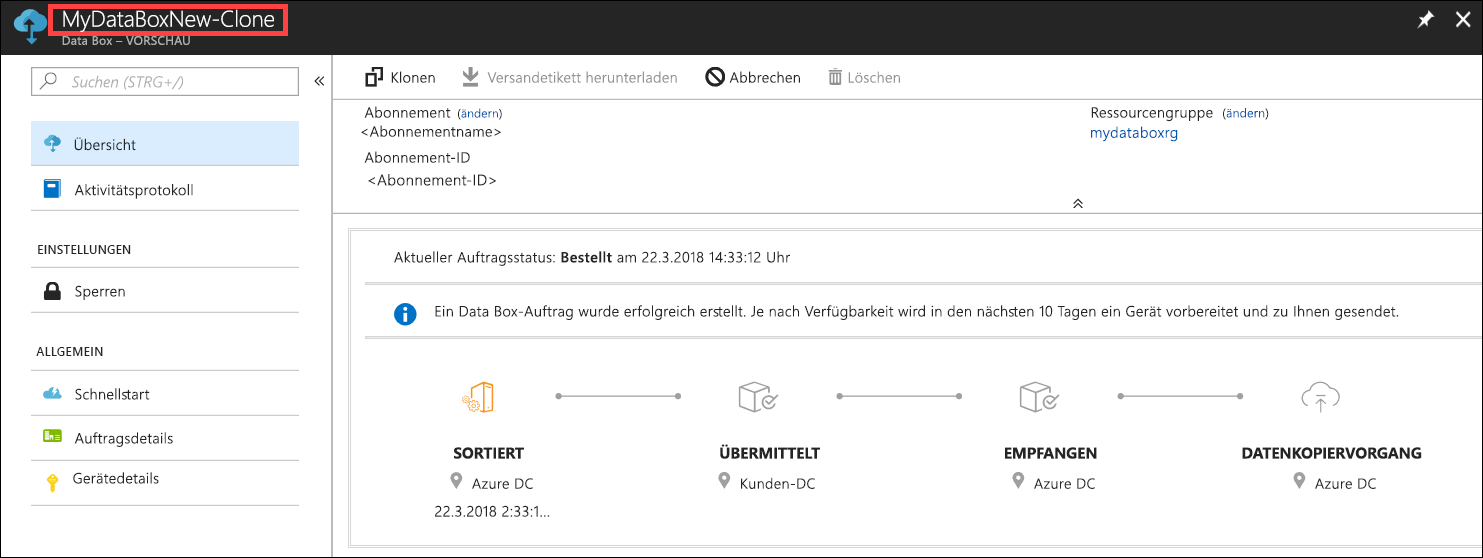 MyDataBoxNew-Clone
Data Box – VORSCHAU
Suchen (STRG+/)
Übersicht
Aktivitätsprotokoll
EINSTELLUNGEN
Sperren
ALLGEMEIN
Schnellstart
Auftragsdetails
Gerätedetails
Klonen Versandetikett herunterladen Abbrechen Löschen
Abonnement (ändern)
<Abonnementname>
Abonnement-ID
<Abonnement-ID>
Ressourcengruppe (ändern)
mydataboxrg
Aktueller Auftragsstatus: Bestellt am 22.3.2018 14:33:12 Uhr
Ein Data Box-Auftrag wurde erfolgreich erstellt. Je nach Verfügbarkeit wird in den nächsten 10 Tagen ein Gerät vorbereitet und zu Ihnen gesendet.
SORTIERT
Azure DC
22.3.2018 2:33:1...
ÜBERMITTELT
Kunden-DC
EMPFANGEN
Azure DC
DATENKOPIERVORGANG
Azure DC